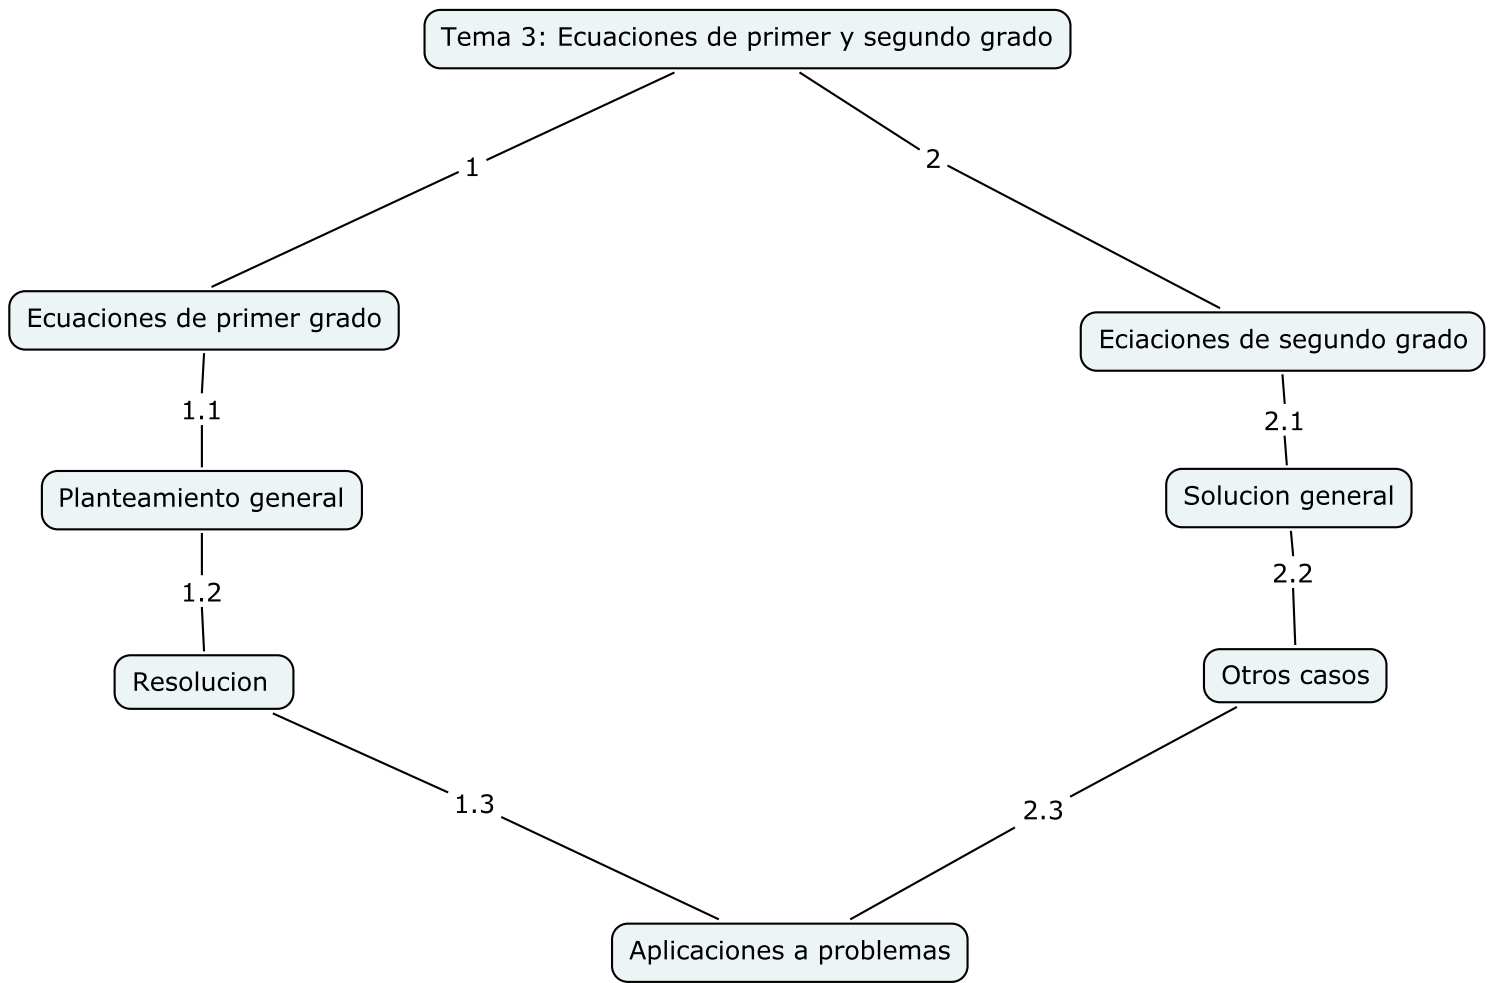 Tema 3: Ecuaciones de primer y segundo grado
1
2
Ecuaciones de primer grado
Eciaciones de segundo grado
1.1
2.1
Planteamiento general
Solucion general
1.2
2.2
Resolucion
Otros casos
1.3
2.3
Aplicaciones a problemas